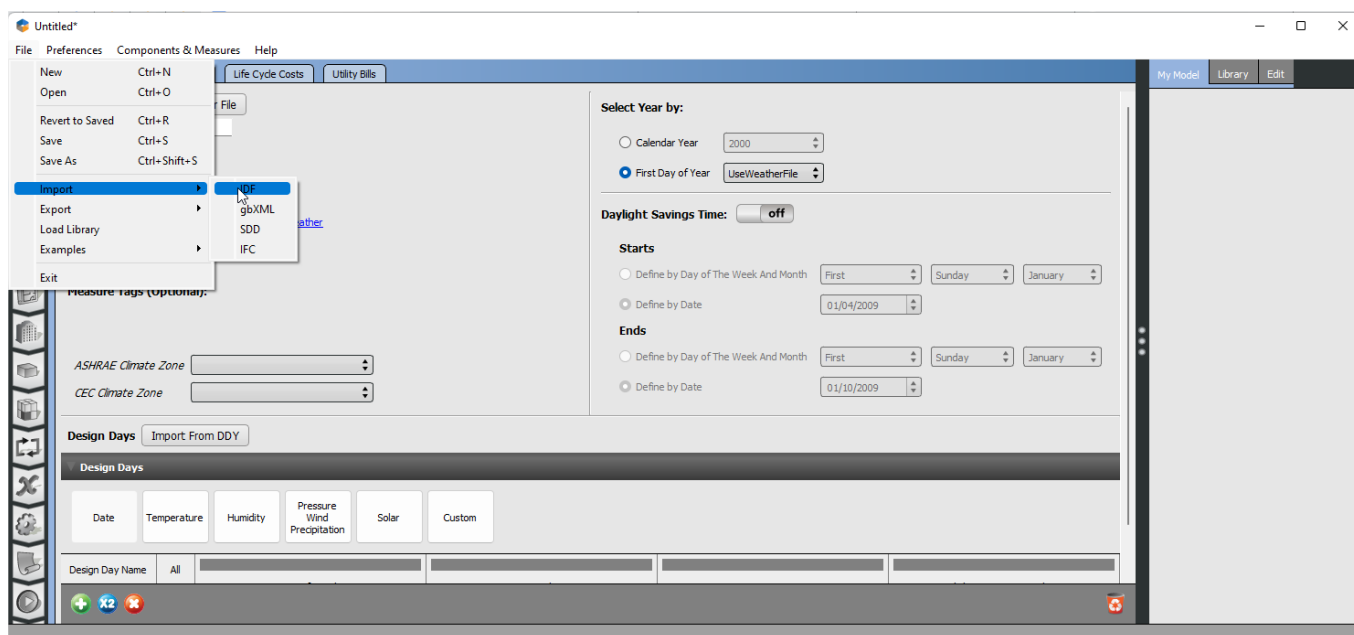 Untitled*
File Preferences Components & Measures Help
New Ctrl+N
Open Ctrl+O
Revert to Saved Ctrl+R
Save Ctrl+S
Save As Ctrl+Shift+S
Import
Export
Load Library
Examples
Exit
IDF
gbXML
SDD
IFC
Life Cycle Costs Utility Bills
File
ather
Measure Tags (Optional):
ASHRAE Climate Zone
CEC Climate Zone
Select Year by:
Calendar Year 2000
First Day of Year UseWeatherFile
Daylight Savings Time: off
Starts
Define by Day of The Week And Month First Sunday January
Define by Date 01/04/2009
Ends
Define by Day of The Week And Month First Sunday January
Define by Date 01/10/2009
Design Days Import From DDY
Design Days
Date Temperature Humidity Pressure Wind Precipitation Solar Custom
Design Day Name All
X2
My Model Library Edit